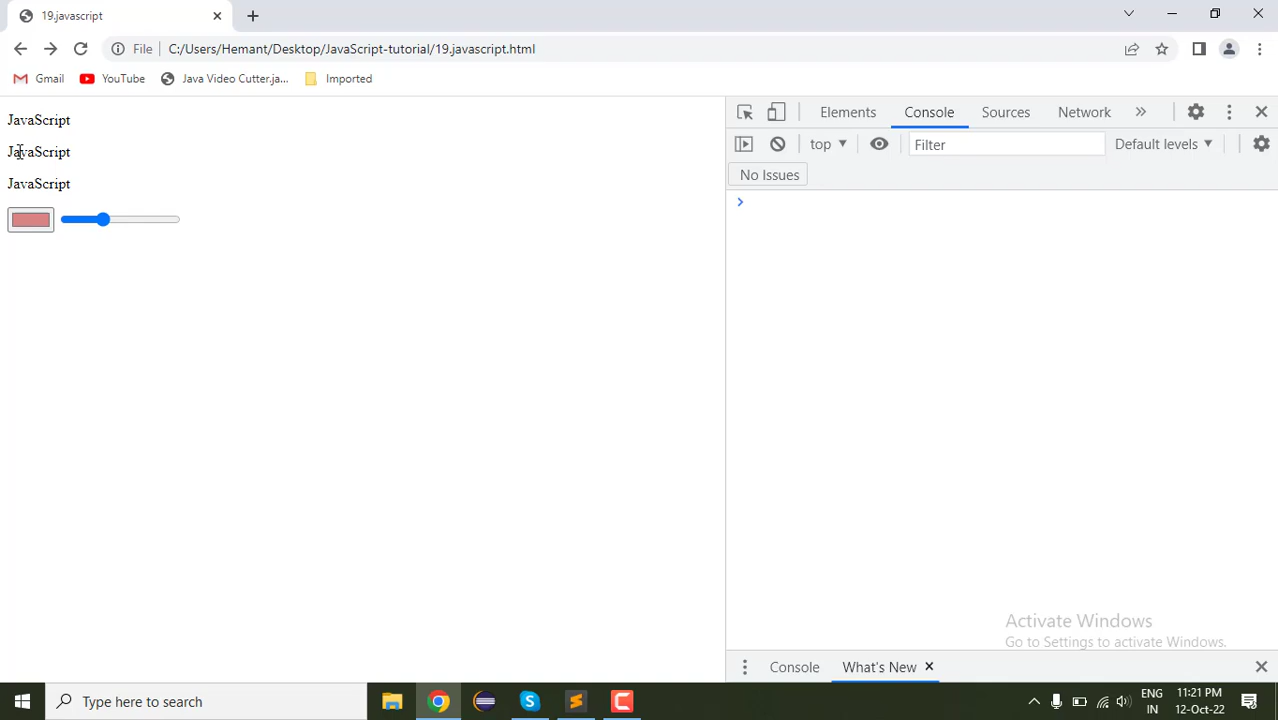 19.javascript
File C:/Users/Hemant/Desktop/JavaScript-tutorial/19.javascript.html
Gmail YouTube Java Video Cutter.ja... Imported
JavaScript
JavaScript
JavaScript
Elements Console Sources Network
top Filter Default levels
No Issues
Activate Windows
Go to Settings to activate Windows.
Console What's New
Type here to search
ENG
IN
11:21 PM
12-Oct-22